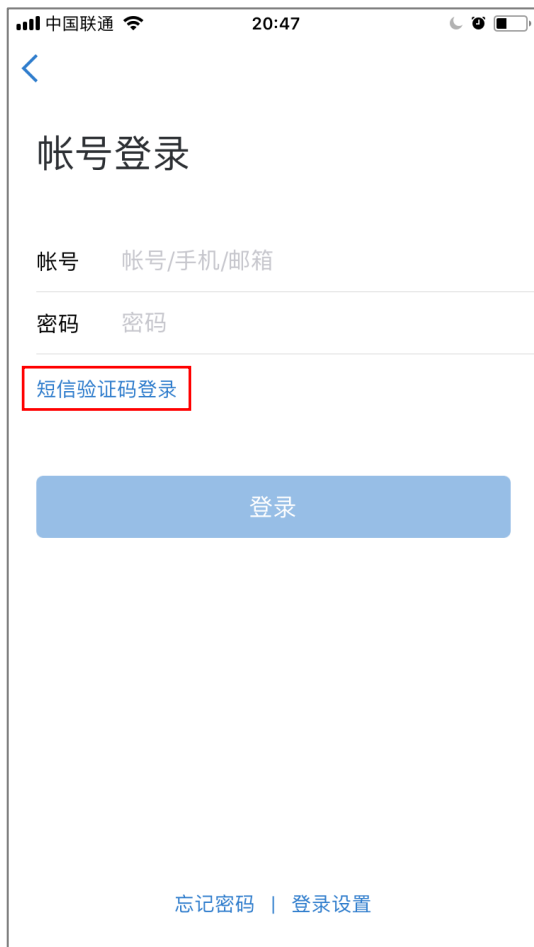 中国联通 20:47
帐号登录
帐号 帐号/手机/邮箱
密码 密码
短信验证码登录
登录
忘记密码 | 登录设置